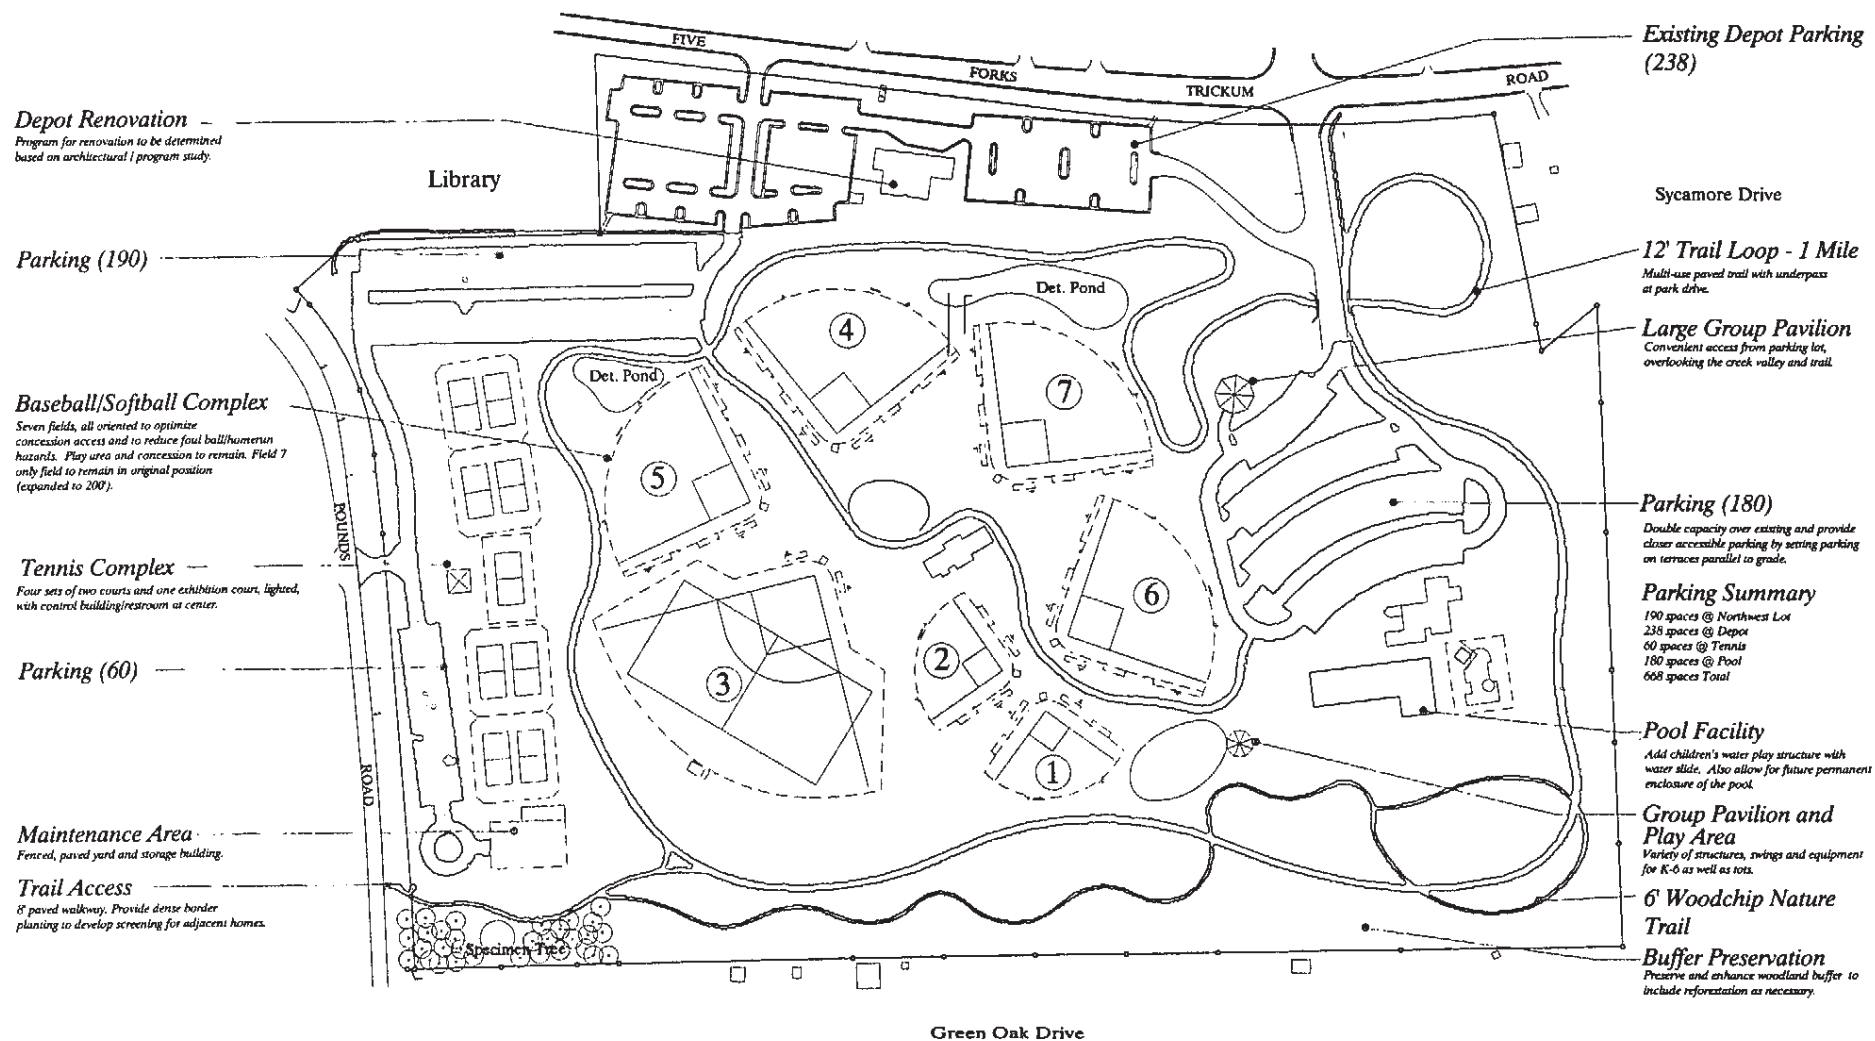 FIVE
FORKS
TRICKUM
ROAD
Existing Depot Parking
(238)
Depot Renovation
Program for renovation to be determined
based on architectural / program study.
Library
Sycamore Drive
Parking (190)
12' Trail Loop - 1 Mile
Multi-use paved trail with underpass
at park drive.
Det. Pond
Large Group Pavilion
Convenient access from parking lot,
overlooking the creek valley and trail.
4
7
Det. Pond
Baseball/Softball Complex
Seven fields, all oriented to optimize
concession access and to reduce foul ball/homerun
hazards. Play area and concession to remain. Field 7
only field to remain in original position
(expanded to 200').
5
POUNDS
Parking (180)
Double capacity over existing and provide
closer accessible parking by setting parking
on terraces parallel to grade.
Tennis Complex
Four sets of two courts and one exhibition court, lighted,
with control building/restroom at center.
6
Parking Summary
190 spaces @ Northwest Lot
238 spaces @ Depot
60 spaces @ Tennis
180 spaces @ Pool
668 spaces Total
Parking (60)
3
2
1
Pool Facility
Add children's water play structure with
water slide. Also allow for future permanent
enclosure of the pool.
ROAD
Group Pavilion and
Play Area
Variety of structures, swings and equipment
for K-6 as well as tots.
Maintenance Area
Fenced, paved yard and storage building.
Trail Access
8' paved walkway. Provide dense border
planting to develop screening for adjacent homes.
6' Woodchip Nature
Trail
Specimen Tree
Buffer Preservation
Preserve and enhance woodland buffer to
include reforestation as necessary.
Green Oak Drive